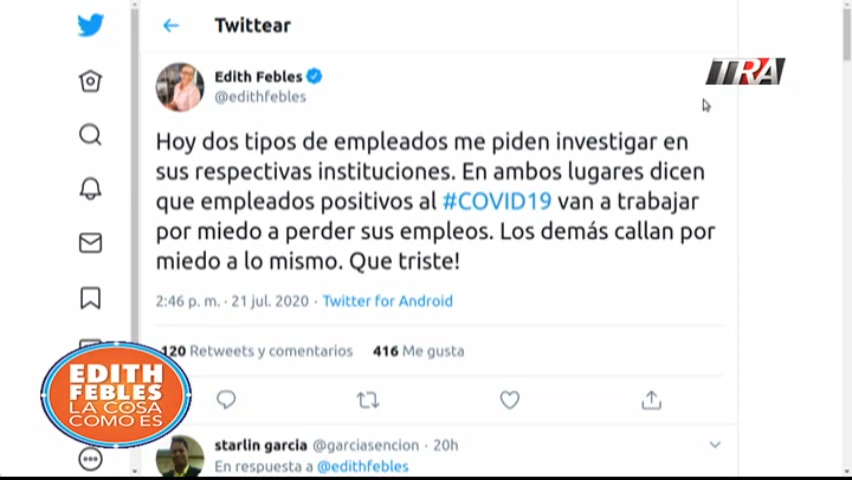 Twittear
Edith Febles
@edithfebles
TRA
Hoy dos tipos de empleados me piden investigar en
sus respectivas instituciones. En ambos lugares dicen
que empleados positivos al #COVID19 van a trabajar
por miedo a perder sus empleos. Los demás callan por
miedo a lo mismo. Que triste!
2:46 p. m. · 21 jul. 2020 · Twitter for Android
120 Retweets y comentarios 416 Me gusta
EDITH
FEBLES
LA COSA
COMO ES
starlin garcia @garciasencion · 20h
En respuesta a @edithfebles